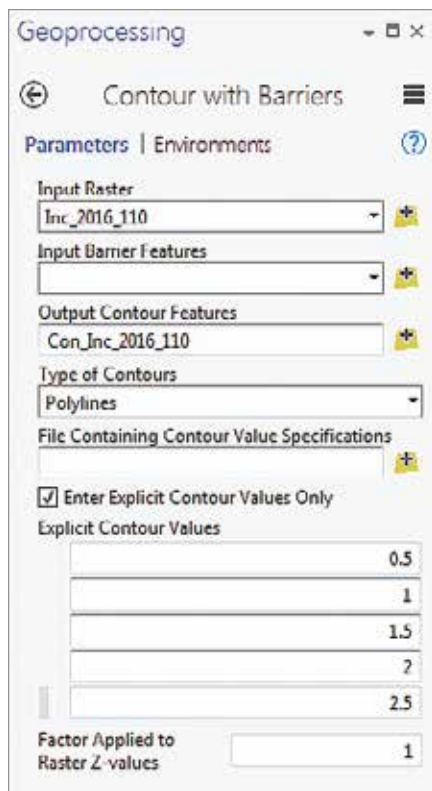 Geoprocessing
Contour with Barriers
Parameters | Environments
Input Raster
Inc_2016_110
Input Barrier Features
Output Contour Features
Con_Inc_2016_110
Type of Contours
Polylines
File Containing Contour Value Specifications
Enter Explicit Contour Values Only
Explicit Contour Values
0.5
1
1.5
2
2.5
Factor Applied to
Raster Z-values
1